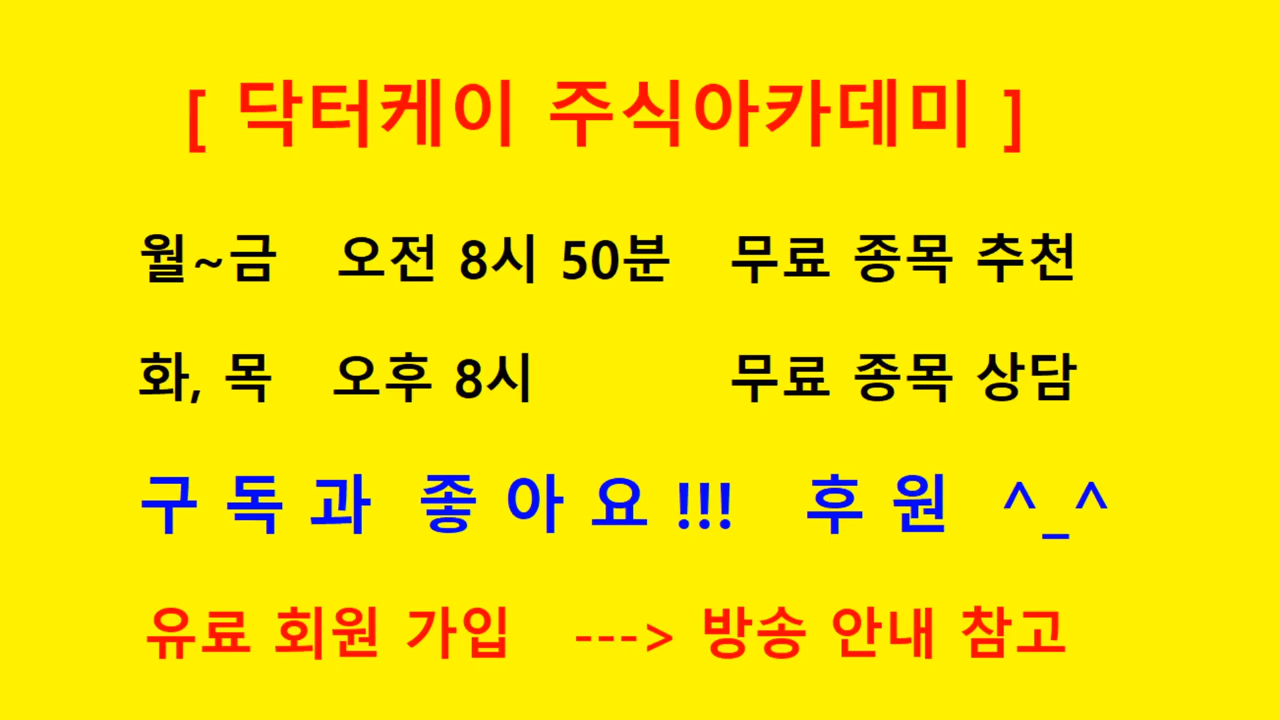 [ 닥터케이 주식아카데미 ]
월~금 오전 8시 50분 무료 종목 추천
화, 목 오후 8시 무료 종목 상담
구 독 과 좋 아 요 !!! 후 원 ^_^
유료 회원 가입 ---> 방송 안내 참고